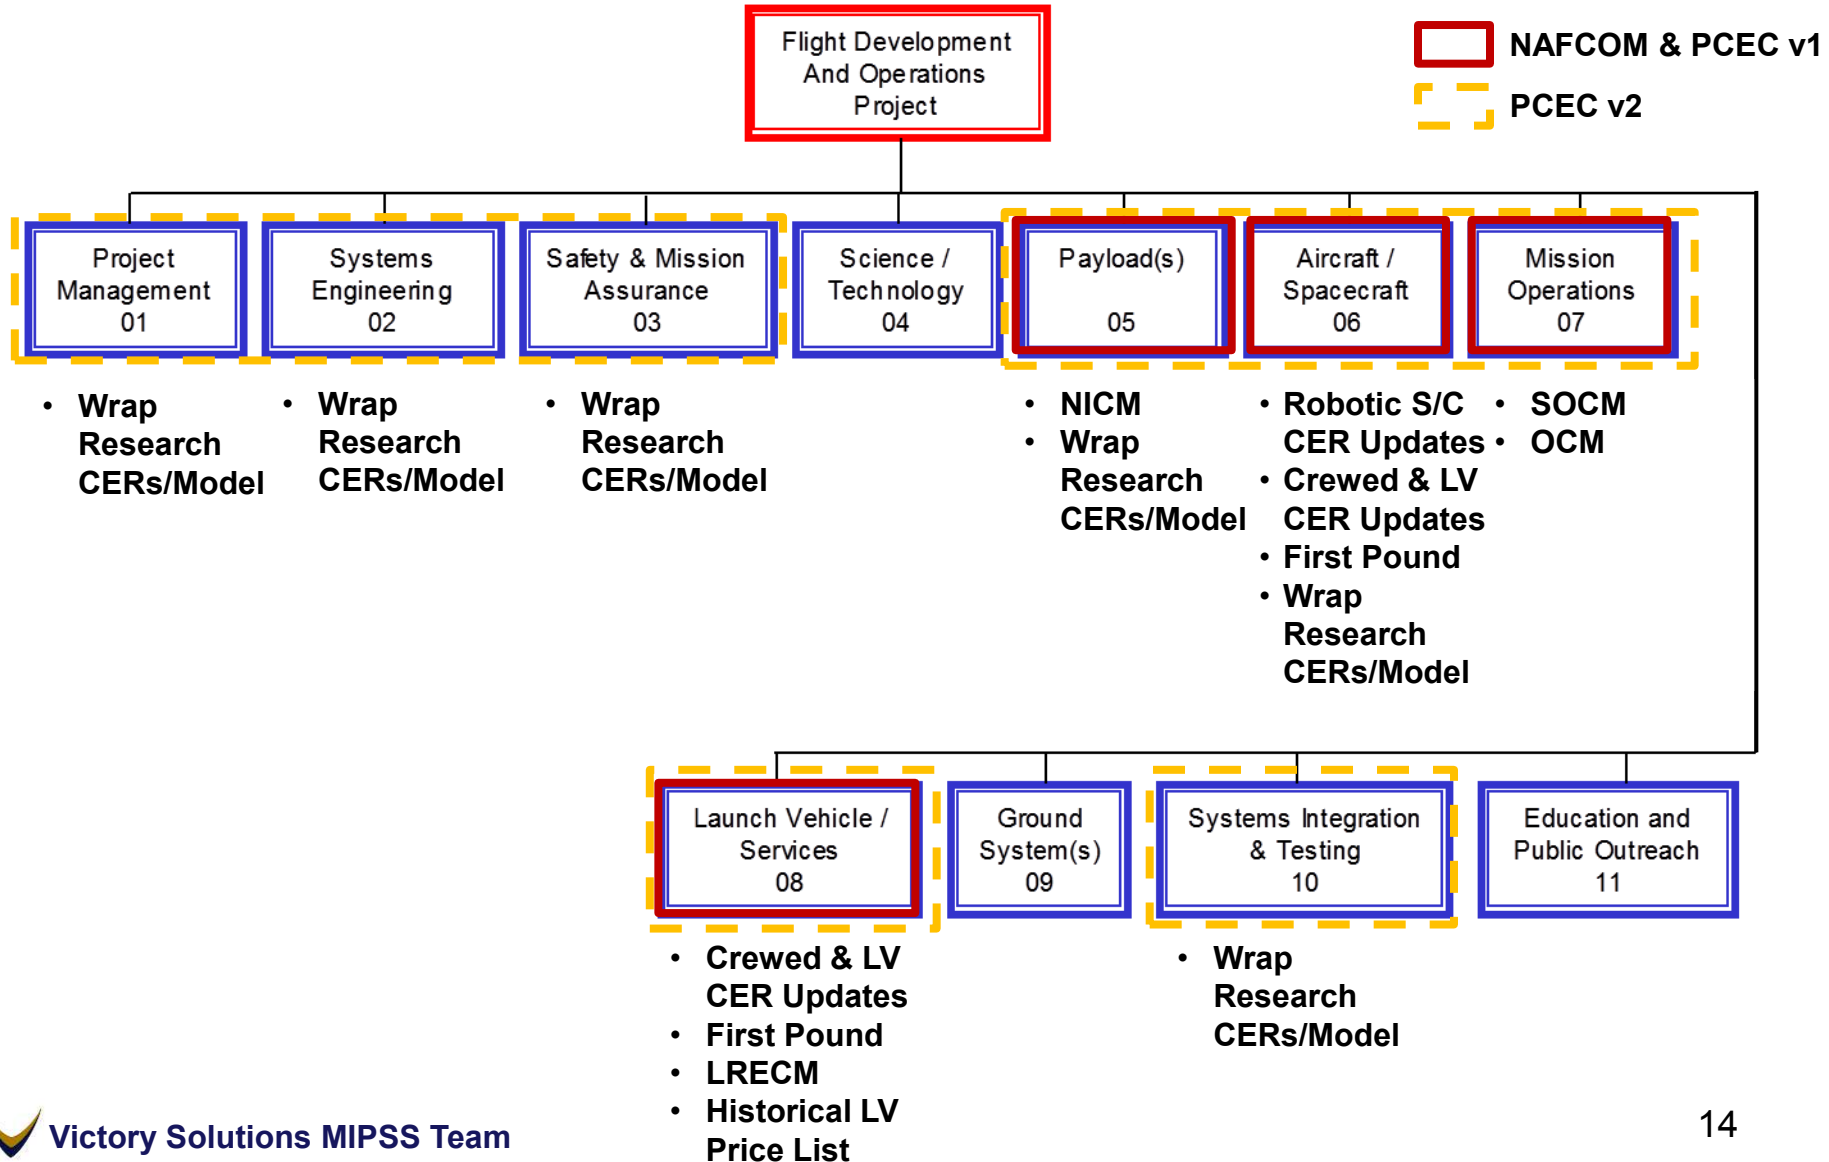 Flight Development
And Operations
Project
NAFCOM & PCEC v1
PCEC v2
Project
Management
01
Systems
Engineering
02
Safety & Mission
Assurance
03
Science /
Technology
04
Payload(s)
05
Aircraft /
Spacecraft
06
Mission
Operations
07
• Wrap
Research
CERs/Model
• Wrap
Research
CERs/Model
• Wrap
Research
CERs/Model
• NICM
• Wrap
Research
CERs/Model
• Robotic S/C
CER Updates
• Crewed & LV
CER Updates
• First Pound
• Wrap
Research
CERs/Model
• SOCM
• OCM
Launch Vehicle /
Services
08
Ground
System(s)
09
Systems Integration
& Testing
10
Education and
Public Outreach
11
• Crewed & LV
CER Updates
• First Pound
• LRECM
• Historical LV
Price List
• Wrap
Research
CERs/Model
Victory Solutions MIPSS Team
14